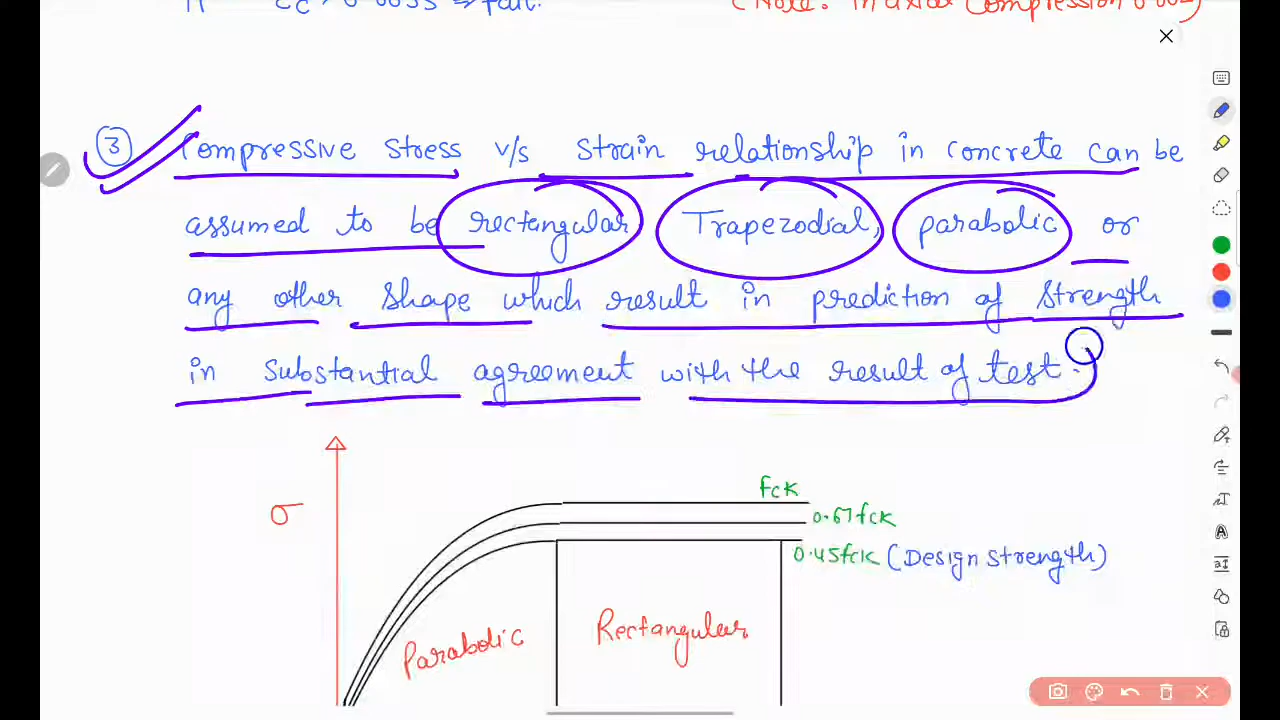 ③ Compressive stress v/s strain relationship in concrete can be
assumed to be rectangular Trapezodial, parabolic or
any other shape which result in prediction of strength
in substantial agreement with the result of test.
σ
fck
0.67fck
0.45fck (Design strength)
Parabolic
Rectangular